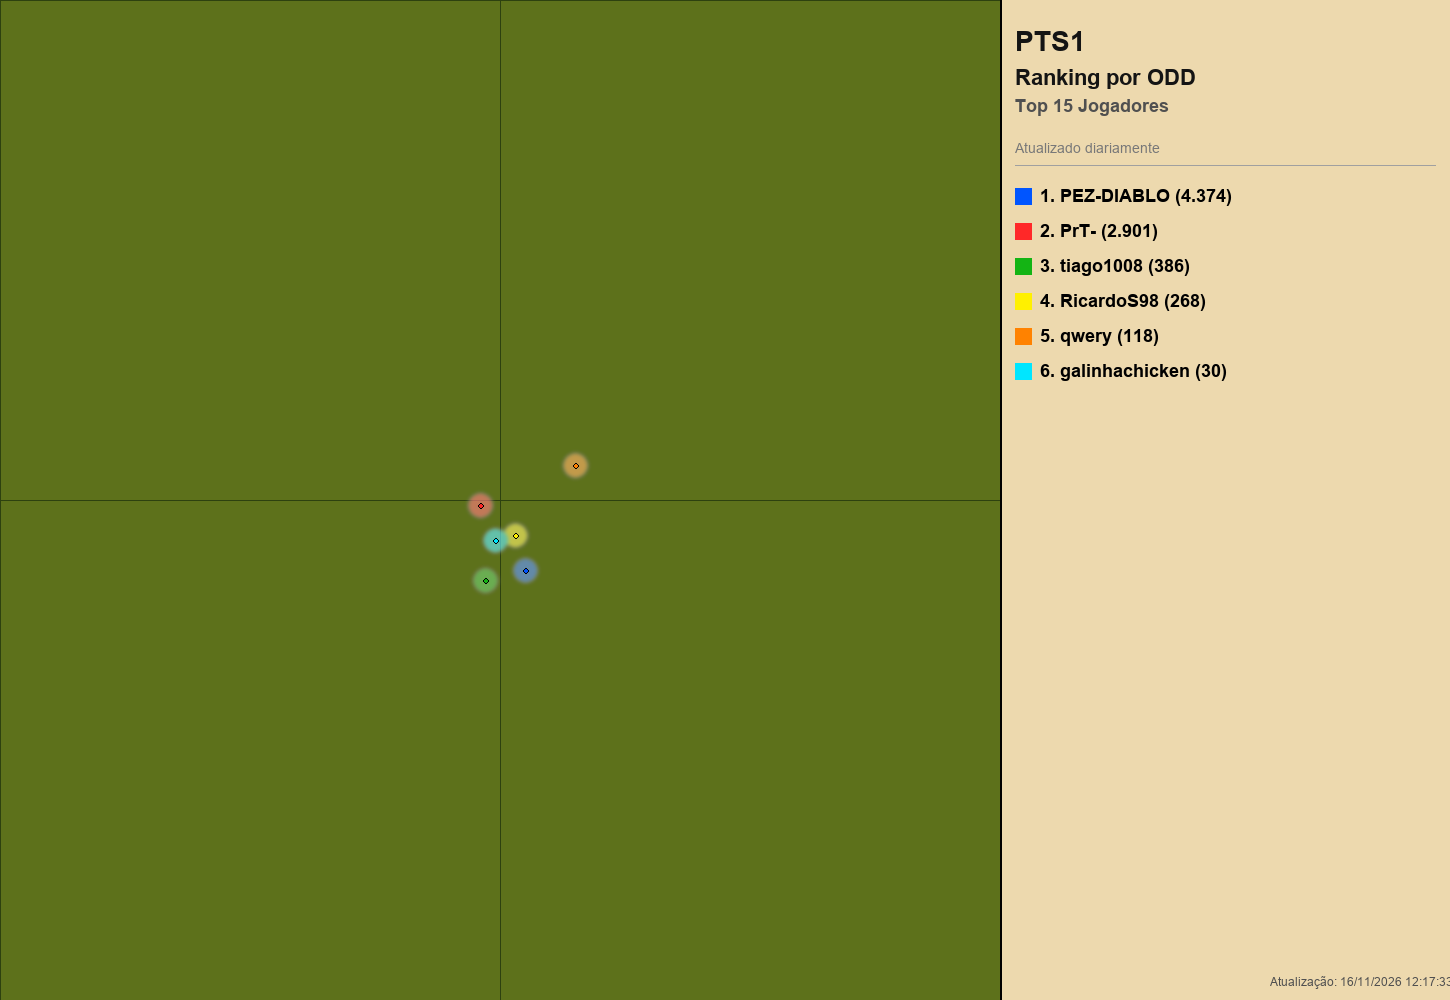 PTS1
Ranking por ODD
Top 15 Jogadores
Atualizado diariamente
1. PEZ-DIABLO (4.374)
2. PrT- (2.901)
3. tiago1008 (386)
4. RicardoS98 (268)
5. qwery (118)
6. galinhachicken (30)
Atualização: 16/11/2026 12:17:33